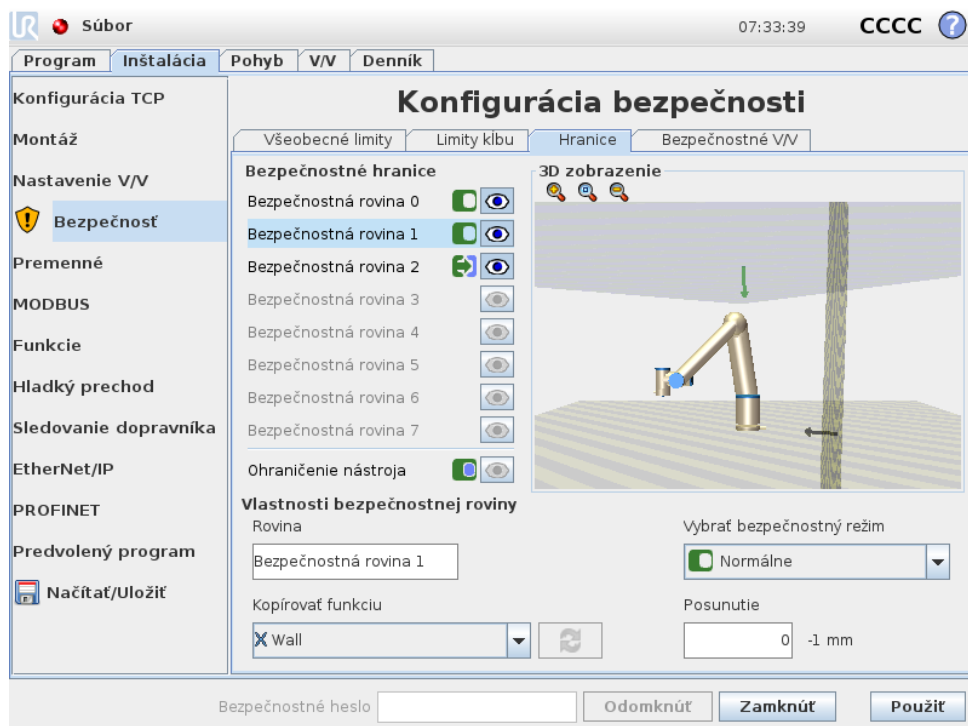 UR Súbor 07:33:39 CCCC ?
Program Inštalácia Pohyb V/V Denník
Konfigurácia TCP
Montáž
Nastavenie V/V
Bezpečnosť
Premenné
MODBUS
Funkcie
Hladký prechod
Sledovanie dopravníka
EtherNet/IP
PROFINET
Predvolený program
Načítať/Uložiť
Konfigurácia bezpečnosti
Všeobecné limity Limity kĺbu Hranice Bezpečnostné V/V
Bezpečnostné hranice
Bezpečnostná rovina 0
Bezpečnostná rovina 1
Bezpečnostná rovina 2
Bezpečnostná rovina 3
Bezpečnostná rovina 4
Bezpečnostná rovina 5
Bezpečnostná rovina 6
Bezpečnostná rovina 7
Ohraničenie nástroja
3D zobrazenie
Vlastnosti bezpečnostnej roviny
Rovina
Bezpečnostná rovina 1
Vybrať bezpečnostný režim
Normálne
Kopírovať funkciu
Wall
Posunutie
0 -1 mm
Bezpečnostné heslo Odomknúť Zamknúť Použiť